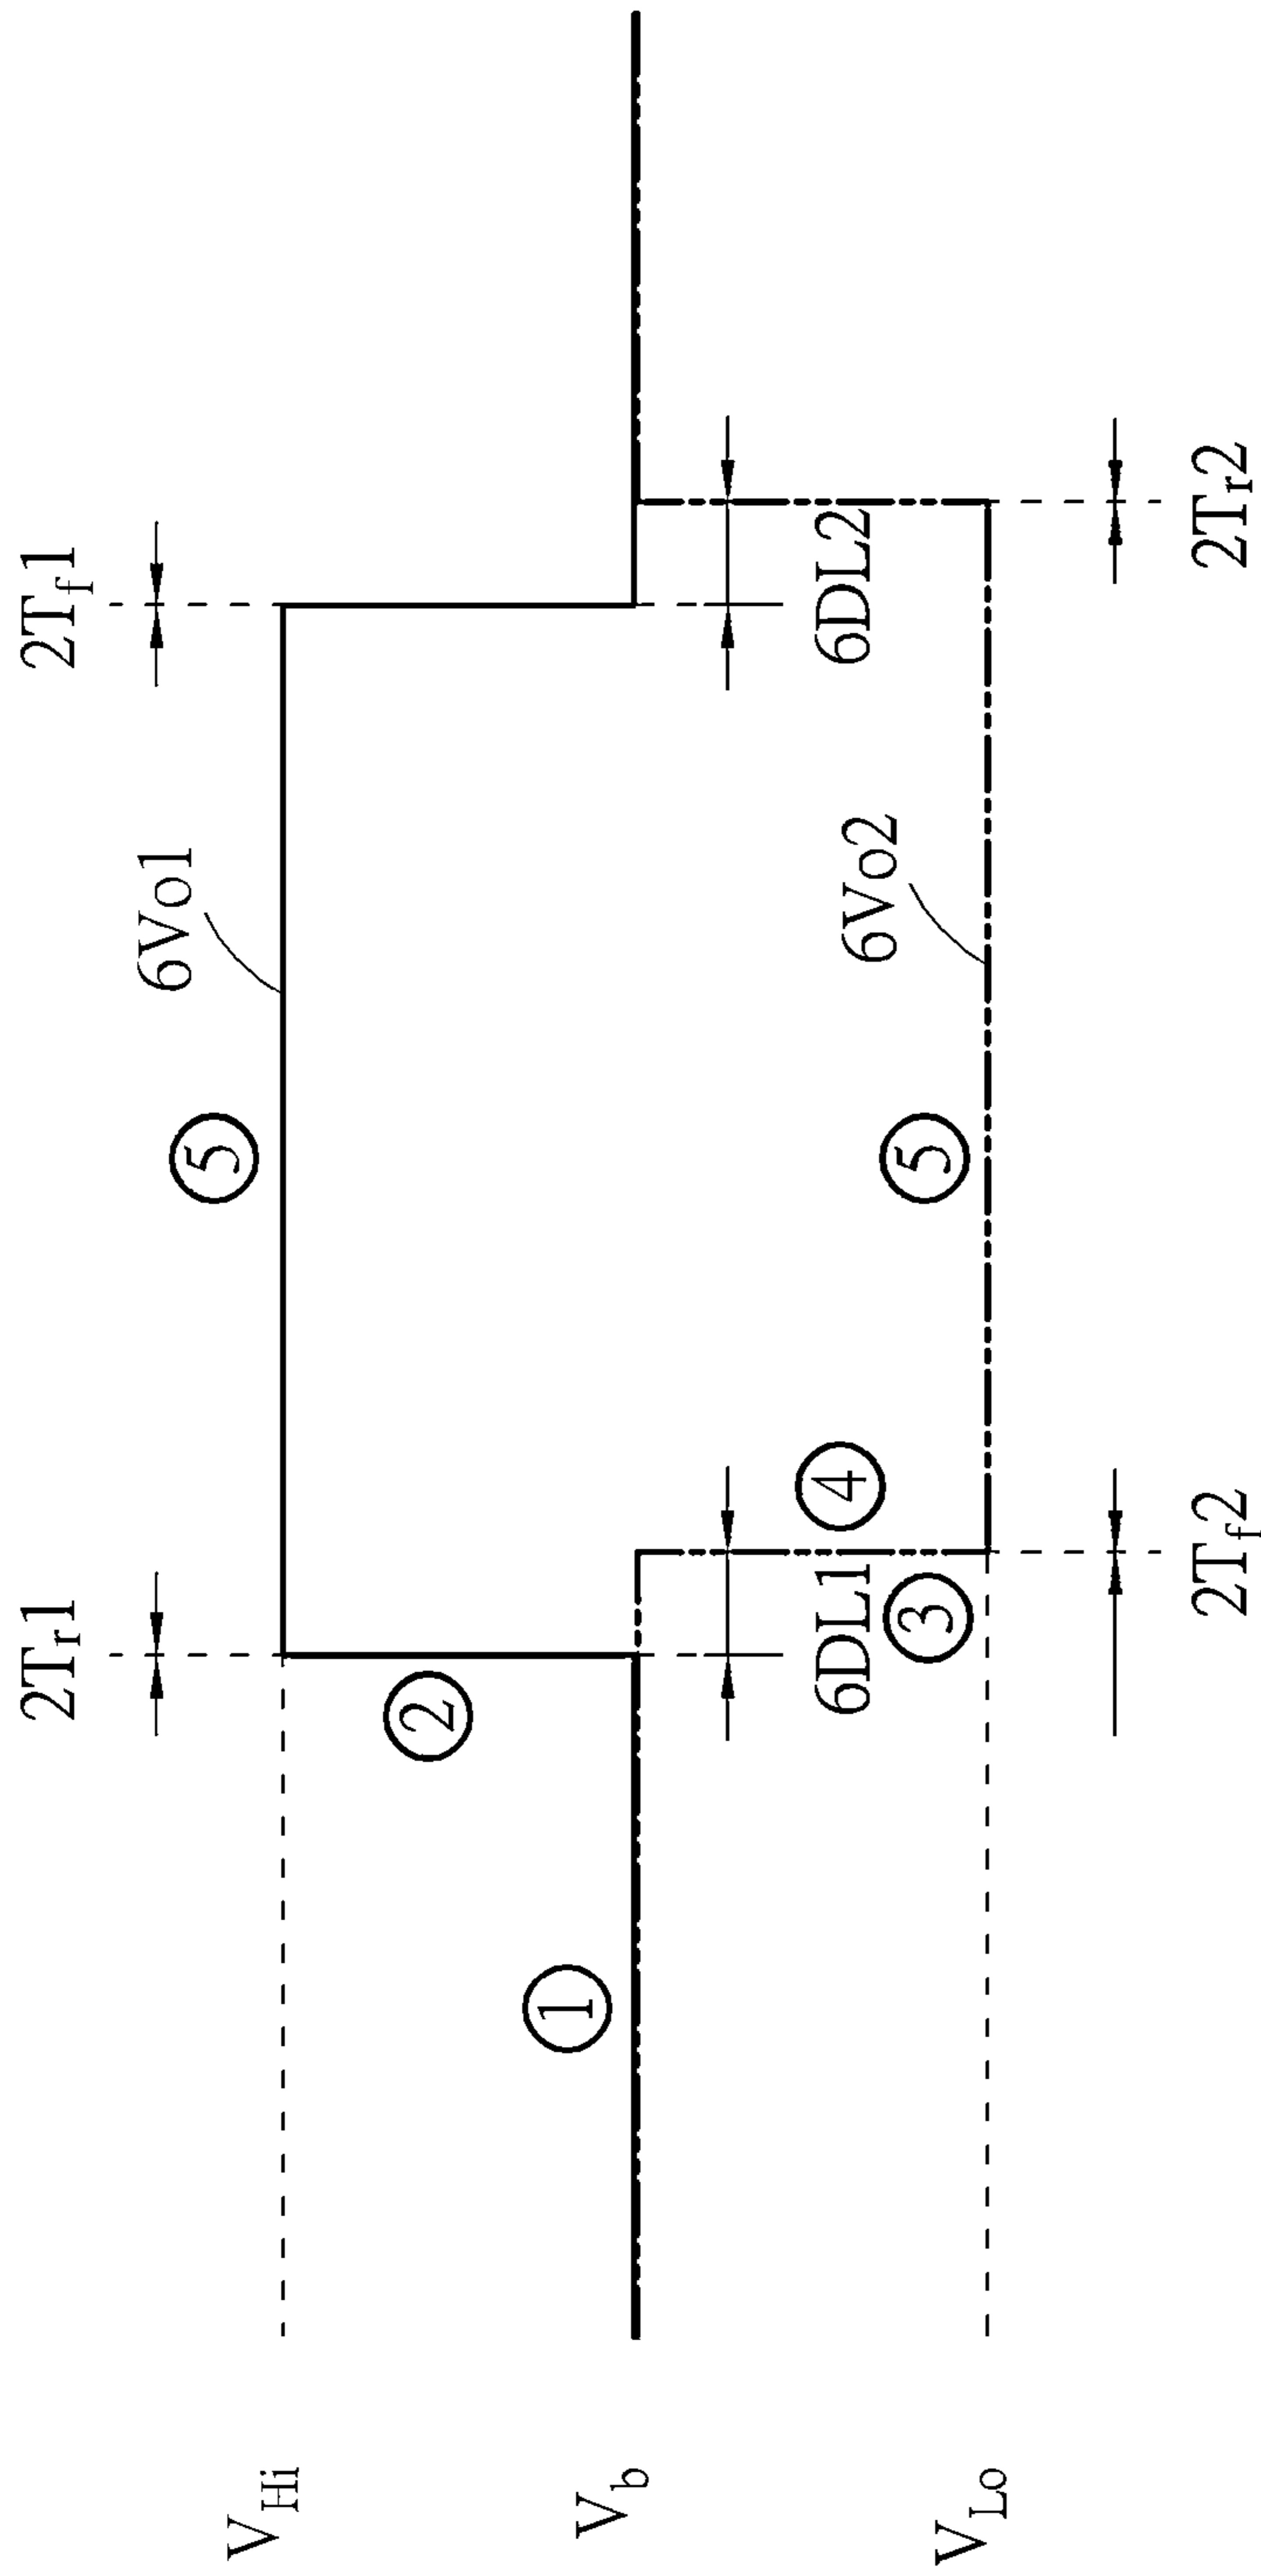 2Tr1
2Tf1
VHi
⑤
6Vo1
②
①
Vb
6DL1
④
6DL2
③
⑤
6Vo2
VLo
2Tf2
2Tr2